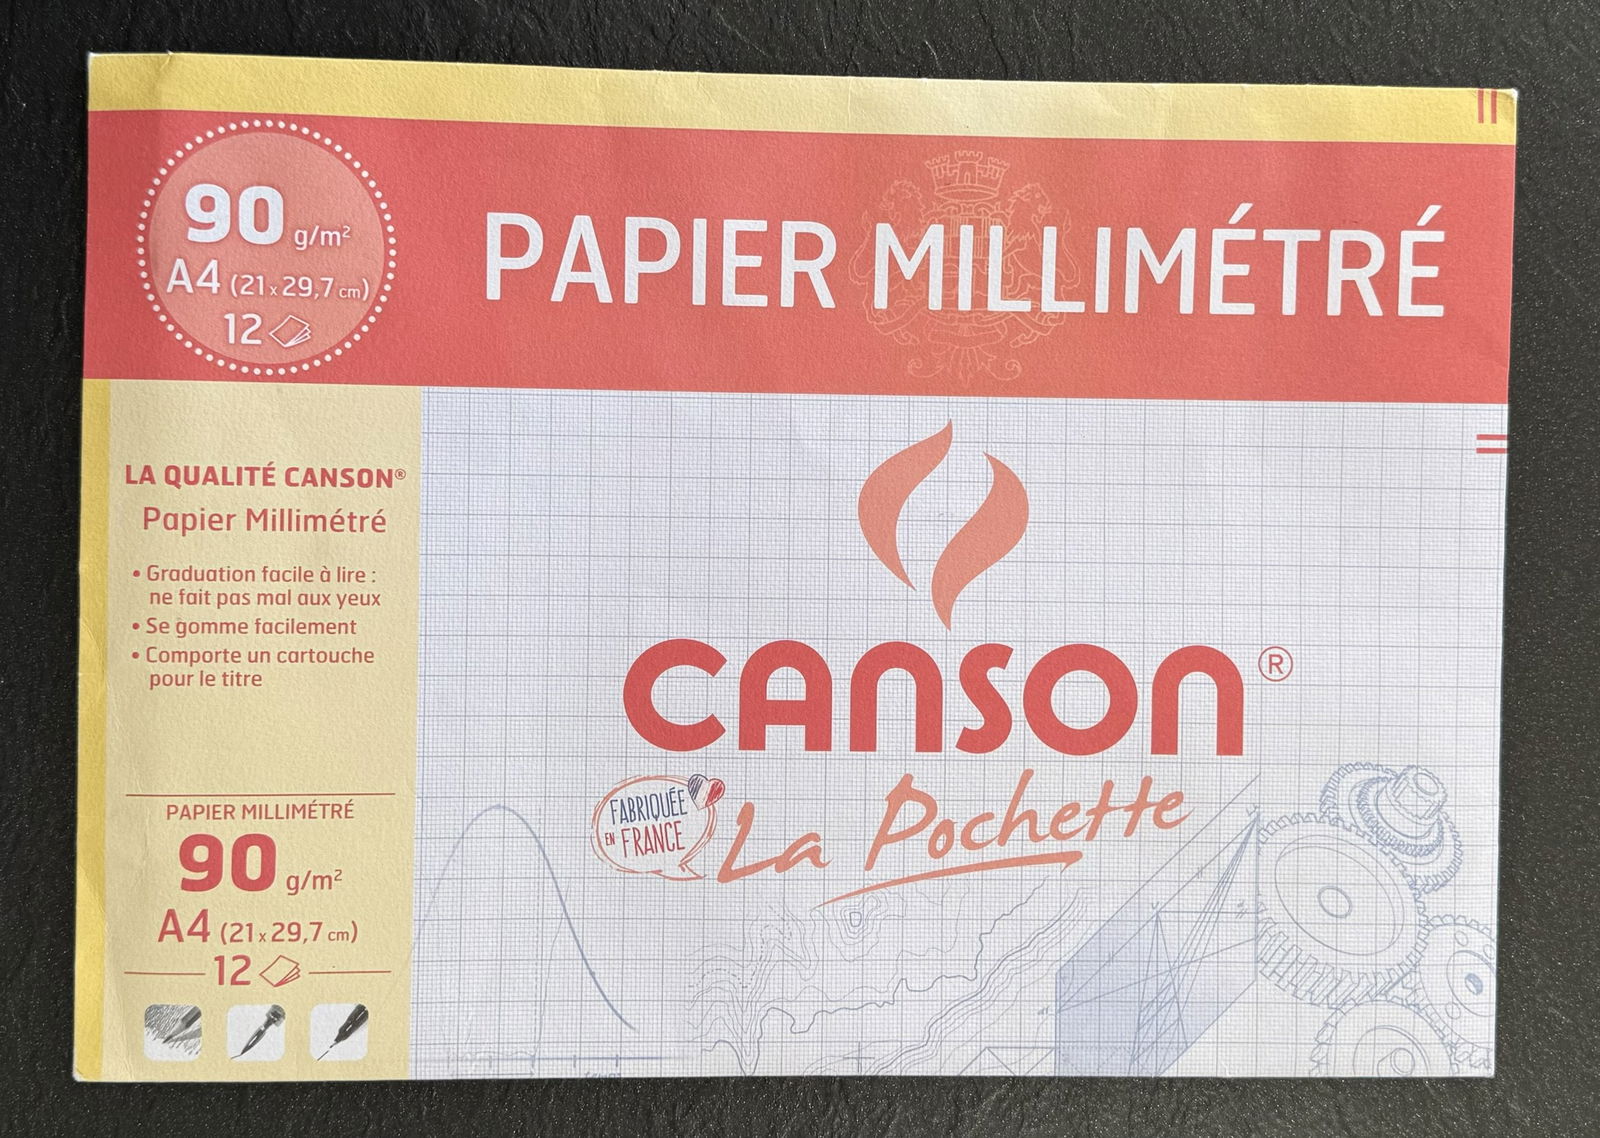 90 g/m²
A4 (21 x 29,7 cm)
12
PAPIER MILLIMÉTRÉ
LA QUALITÉ CANSON®
Papier Millimétré
• Graduation facile à lire :
ne fait pas mal aux yeux
• Se gomme facilement
• Comporte un cartouche
pour le titre
PAPIER MILLIMÉTRÉ
90 g/m²
A4 (21 x 29,7 cm)
12
CANSON®
FABRIQUÉE
EN FRANCE
La Pochette